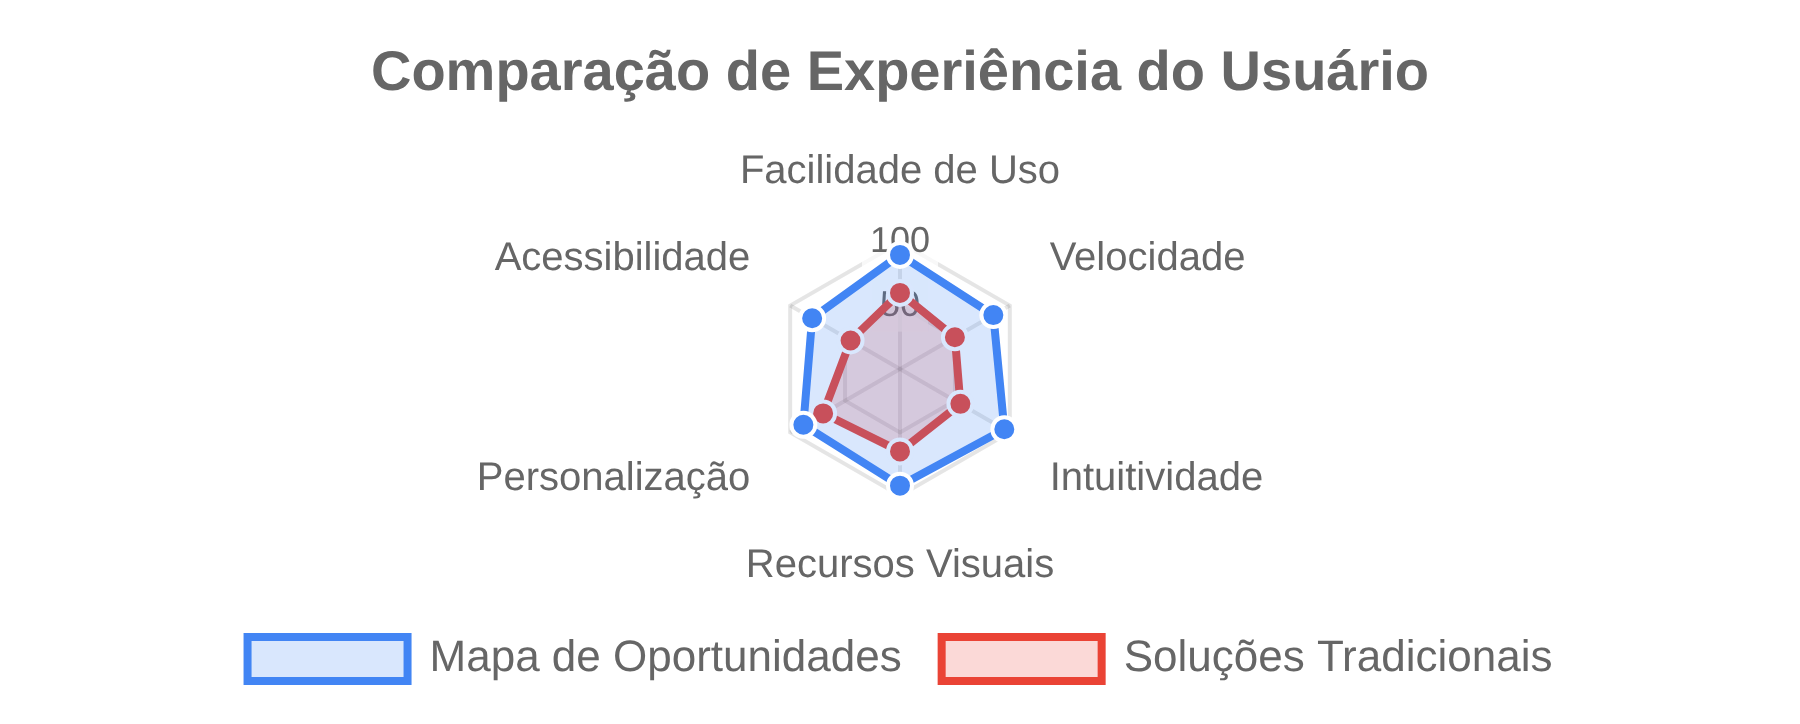 Comparação de Experiência do Usuário
Facilidade de Uso
100
Acessibilidade
Velocidade
50
Personalização
Intuitividade
Recursos Visuais
Mapa de Oportunidades
Soluções Tradicionais